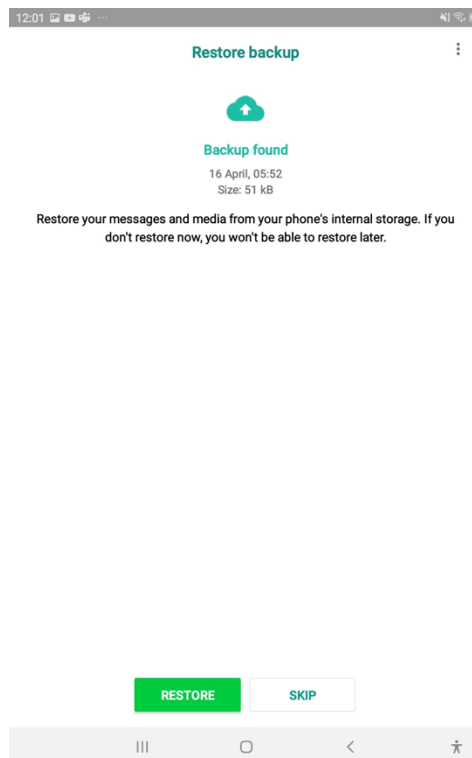 12:01
Restore backup
Backup found
16 April, 05:52
Size: 51 kB
Restore your messages and media from your phone's internal storage. If you
don't restore now, you won't be able to restore later.
RESTORE SKIP